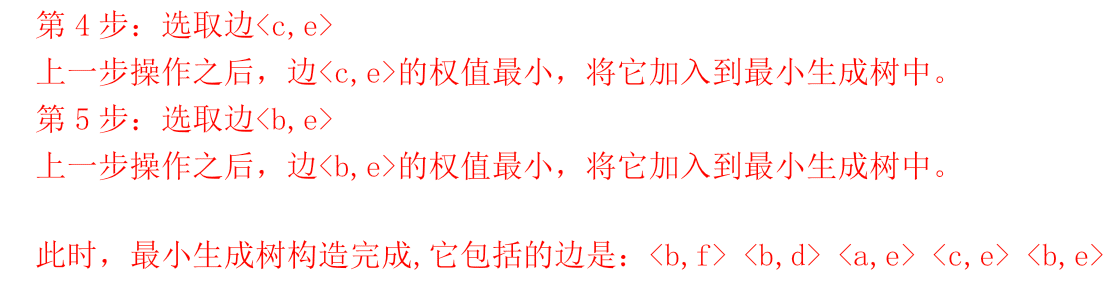 第 4 步：选取边<c,e>
上一步操作之后，边<c,e>的权值最小，将它加入到最小生成树中。
第 5 步：选取边<b,e>
上一步操作之后，边<b,e>的权值最小，将它加入到最小生成树中。
此时，最小生成树构造完成,它包括的边是：<b,f> <b,d> <a,e> <c,e> <b,e>